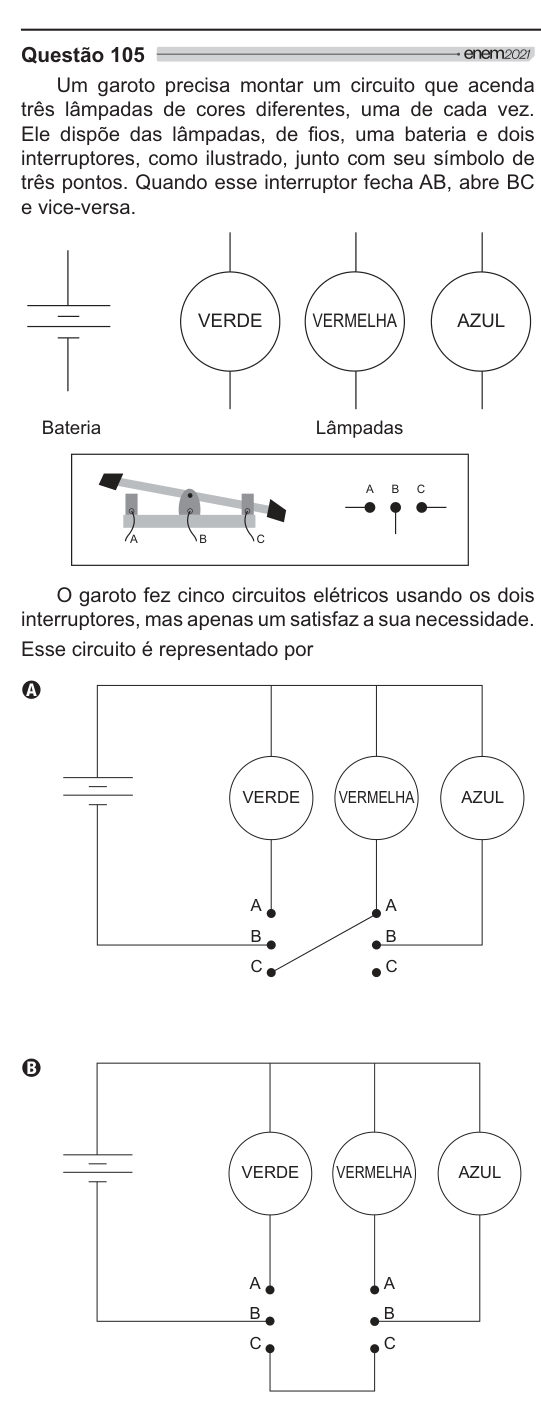 Questão 105 enem2021
Um garoto precisa montar um circuito que acenda
três lâmpadas de cores diferentes, uma de cada vez.
Ele dispõe das lâmpadas, de fios, uma bateria e dois
interruptores, como ilustrado, junto com seu símbolo de
três pontos. Quando esse interruptor fecha AB, abre BC
e vice-versa.
VERDE VERMELHA AZUL
Bateria Lâmpadas
A B C
A B C
O garoto fez cinco circuitos elétricos usando os dois
interruptores, mas apenas um satisfaz a sua necessidade.
Esse circuito é representado por
A
VERDE VERMELHA AZUL
A A
B B
C C
B
VERDE VERMELHA AZUL
A A
B B
C C